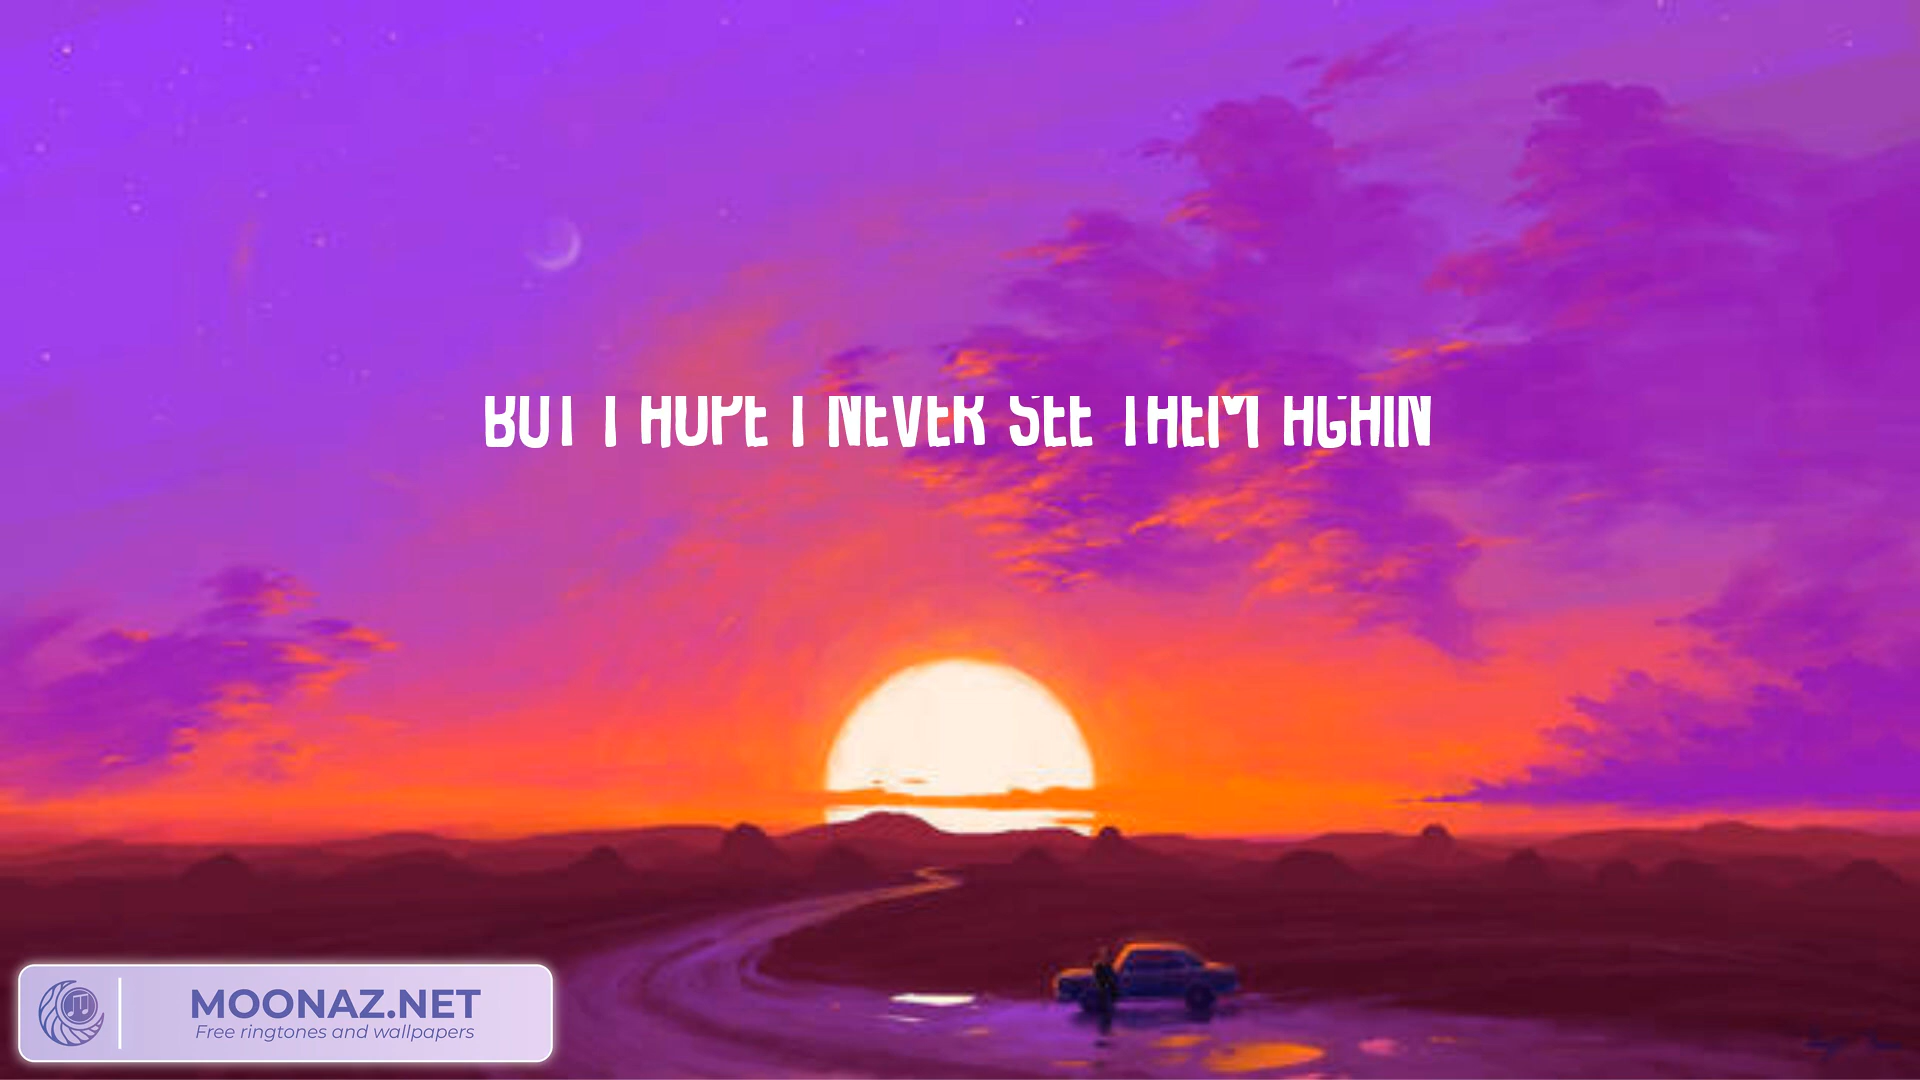 BUT I HOPE I NEVER SEE THEM AGAIN
MOONAZ.NET
Free ringtones and wallpapers